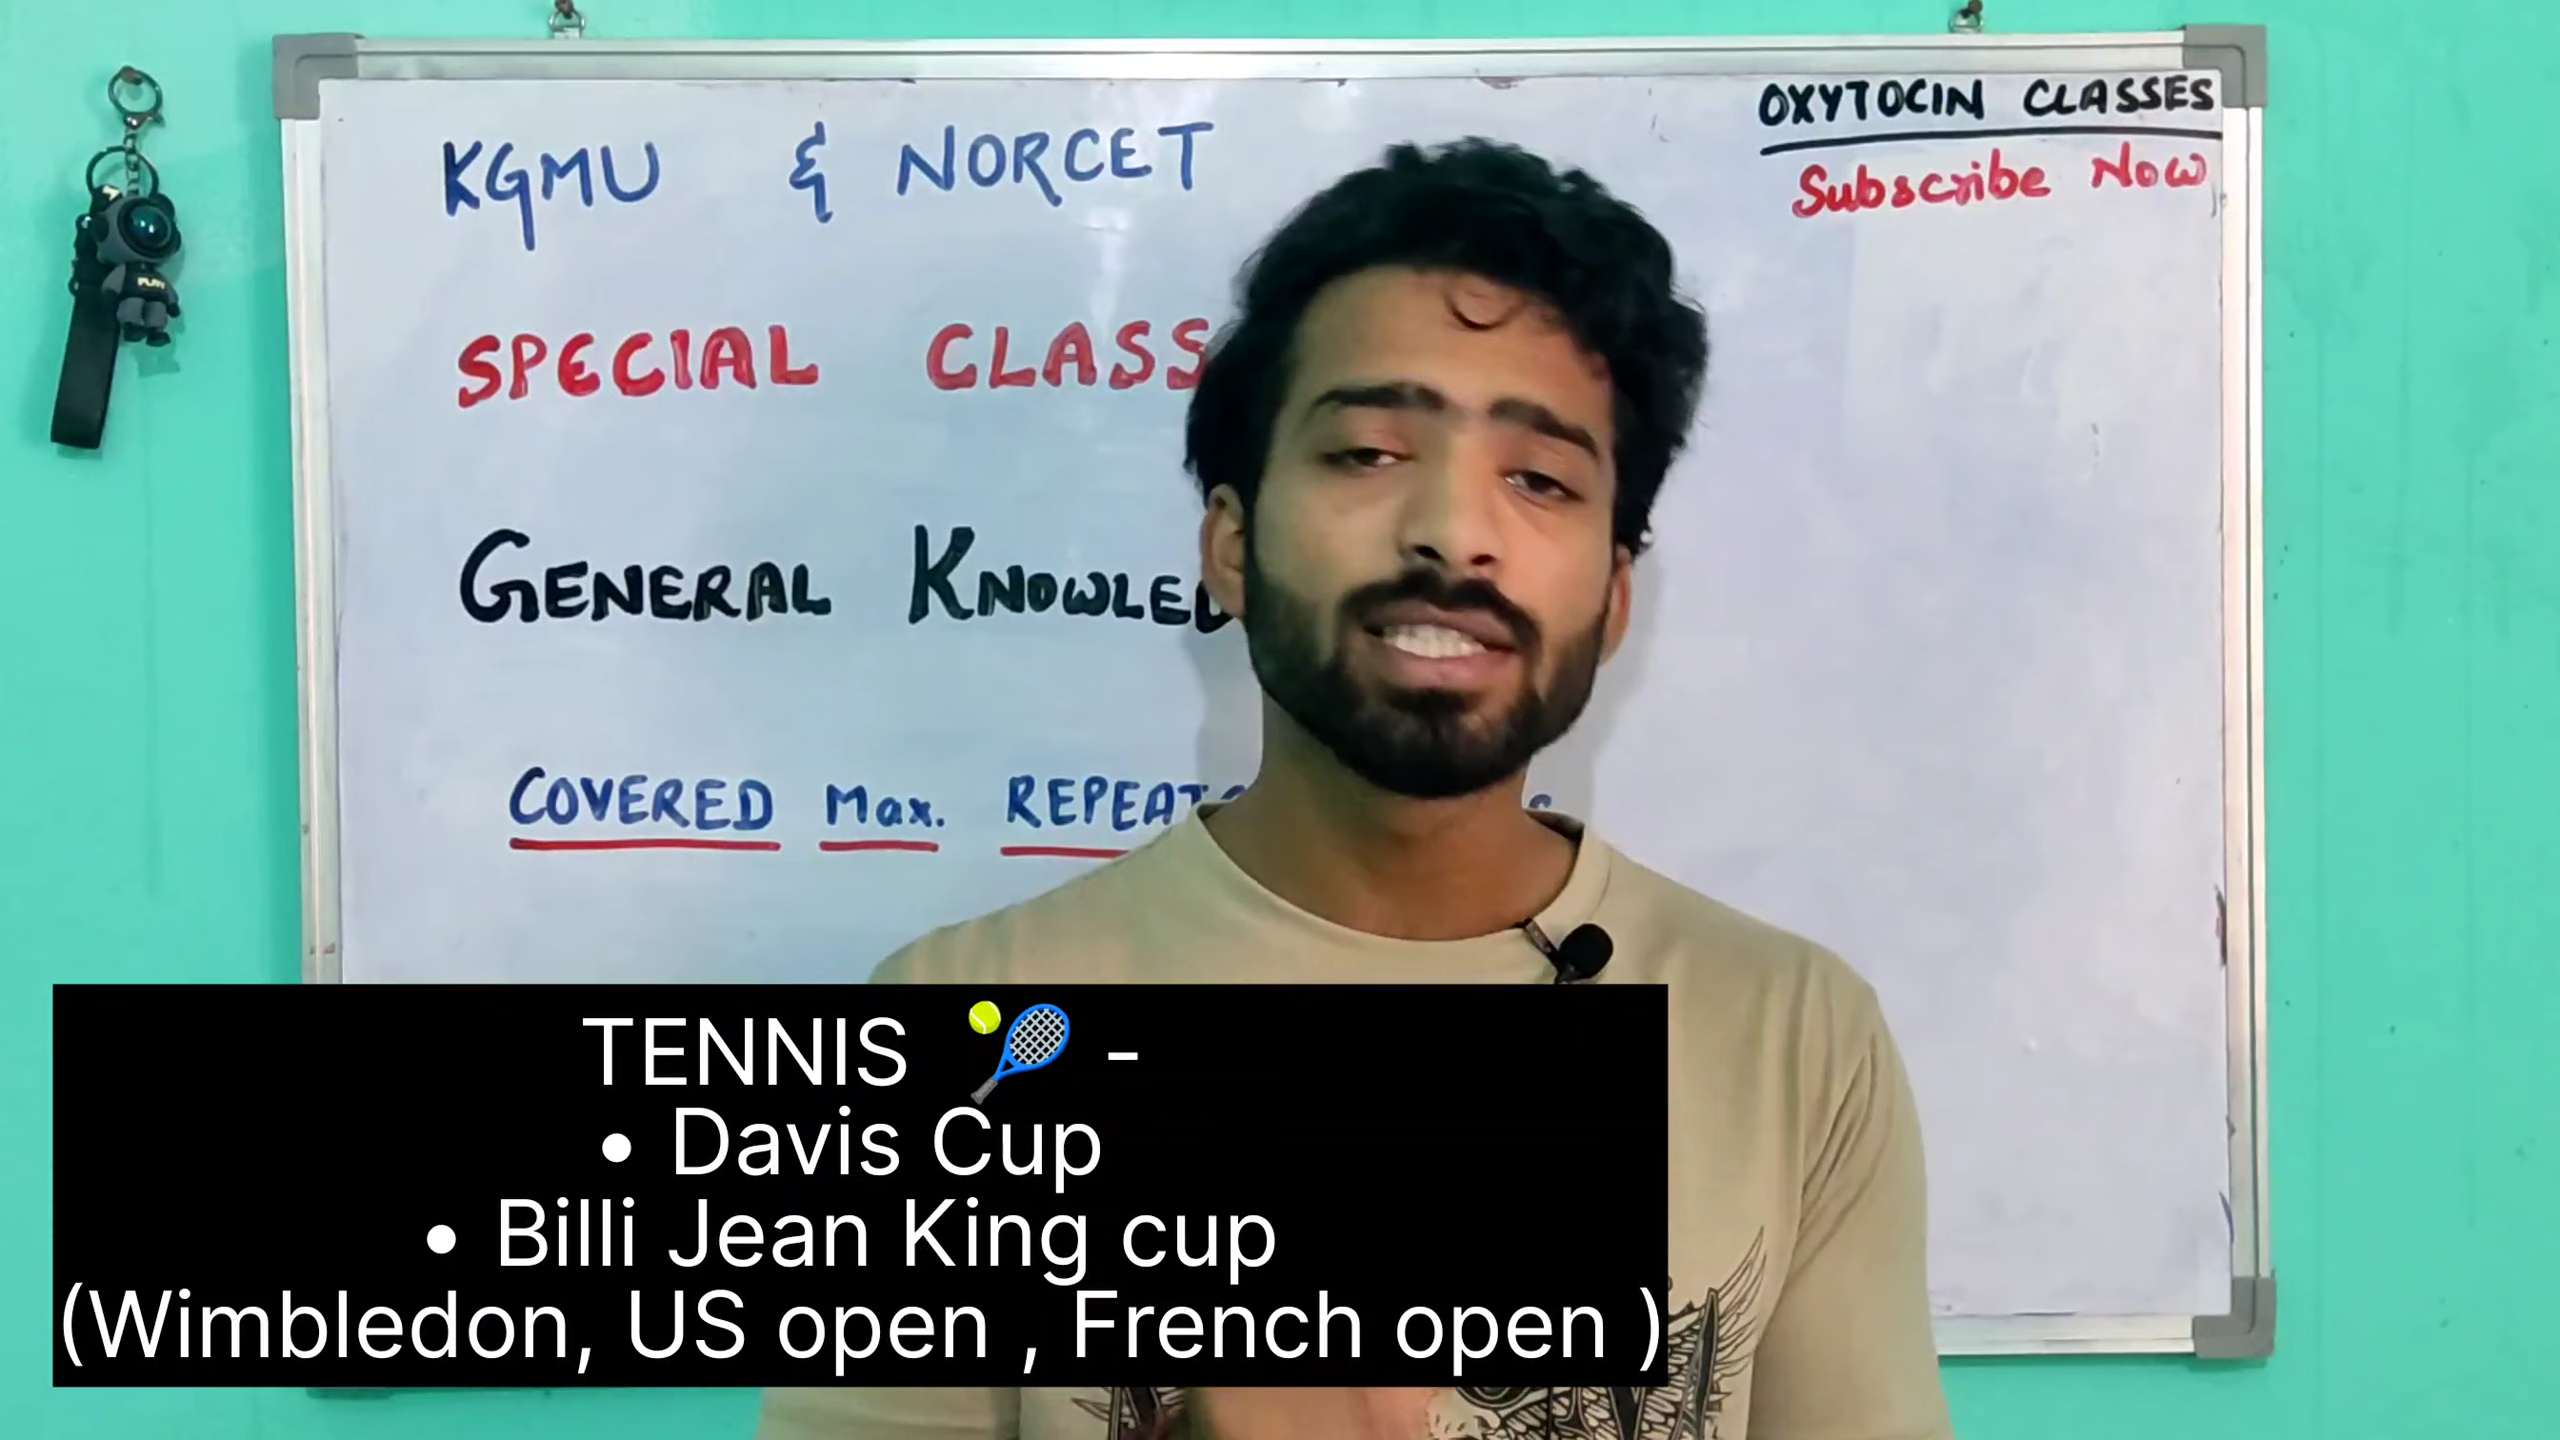 OXYTOCIN CLASSES
Subscribe Now
KGMU & NORCET
SPECIAL CLASS
GENERAL KNOWLED
COVERED Max. REPEAT
TENNIS 🎾 -
• Davis Cup
• Billi Jean King cup
(Wimbledon, US open , French open )